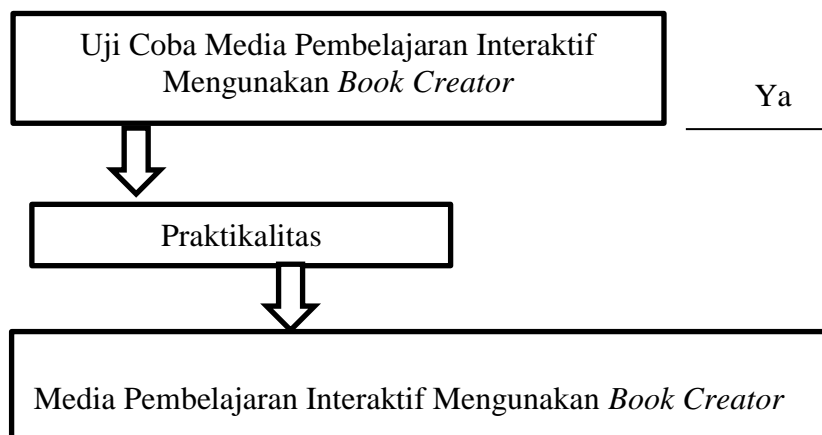 Uji Coba Media Pembelajaran Interaktif
Mengunakan Book Creator
Ya
Praktikalitas
Media Pembelajaran Interaktif Mengunakan Book Creator